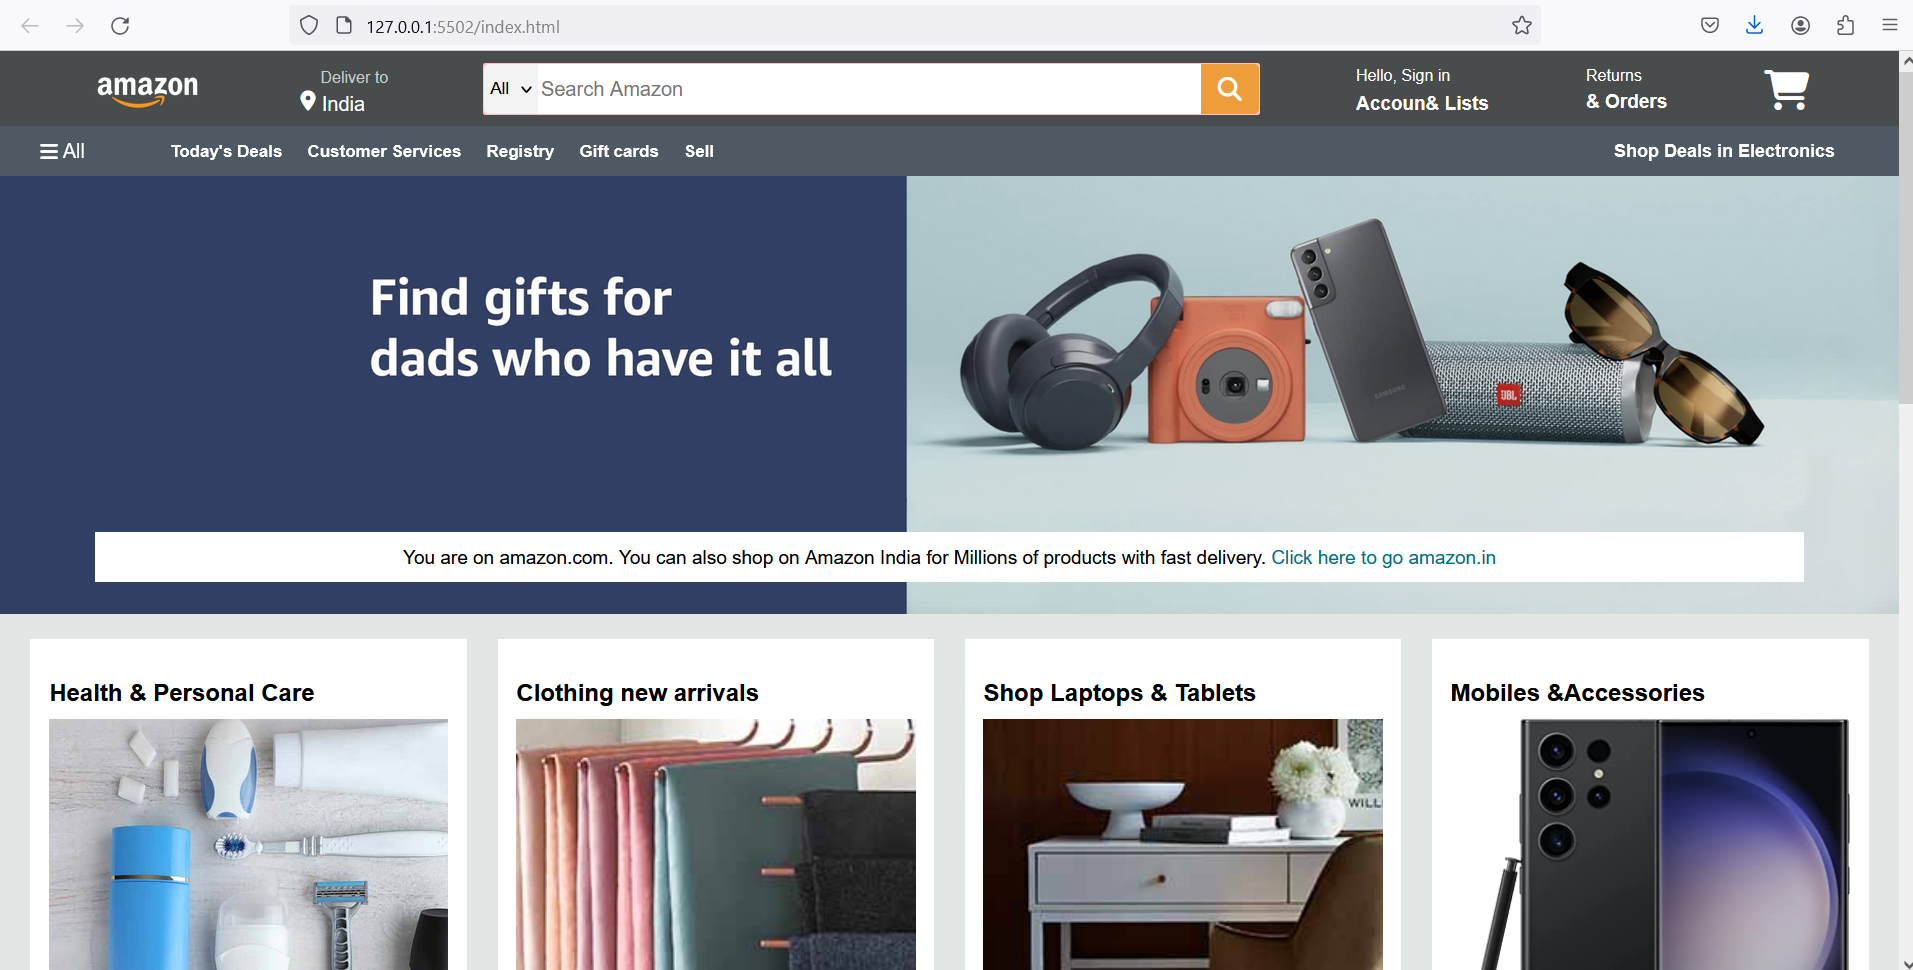 127.0.0.1:5502/index.html
amazon
Deliver to
India
All
Search Amazon
Hello, Sign in
Accoun& Lists
Returns
& Orders
All
Today's Deals
Customer Services
Registry
Gift cards
Sell
Shop Deals in Electronics
Find gifts for
dads who have it all
SAMSUNG
JBL
You are on amazon.com. You can also shop on Amazon India for Millions of products with fast delivery. Click here to go amazon.in
Health & Personal Care
Clothing new arrivals
Shop Laptops & Tablets
Mobiles &Accessories
WILL